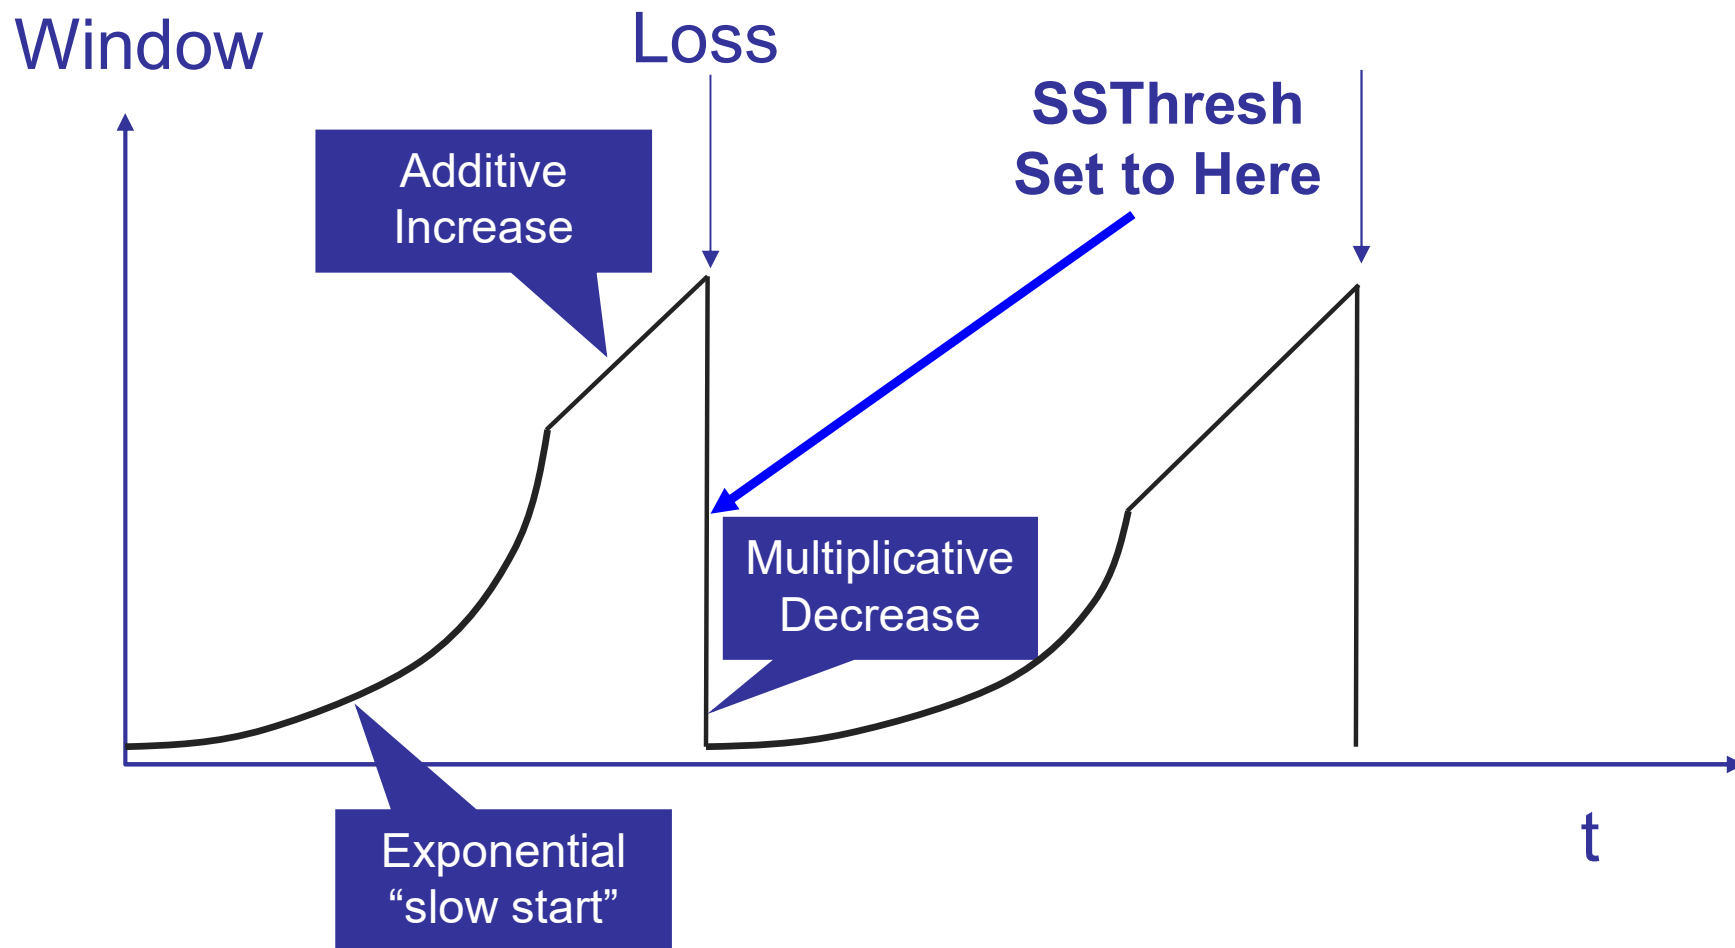 Window
Loss
SSThresh
Set to Here
Additive
Increase
Multiplicative
Decrease
t
Exponential
“slow start”